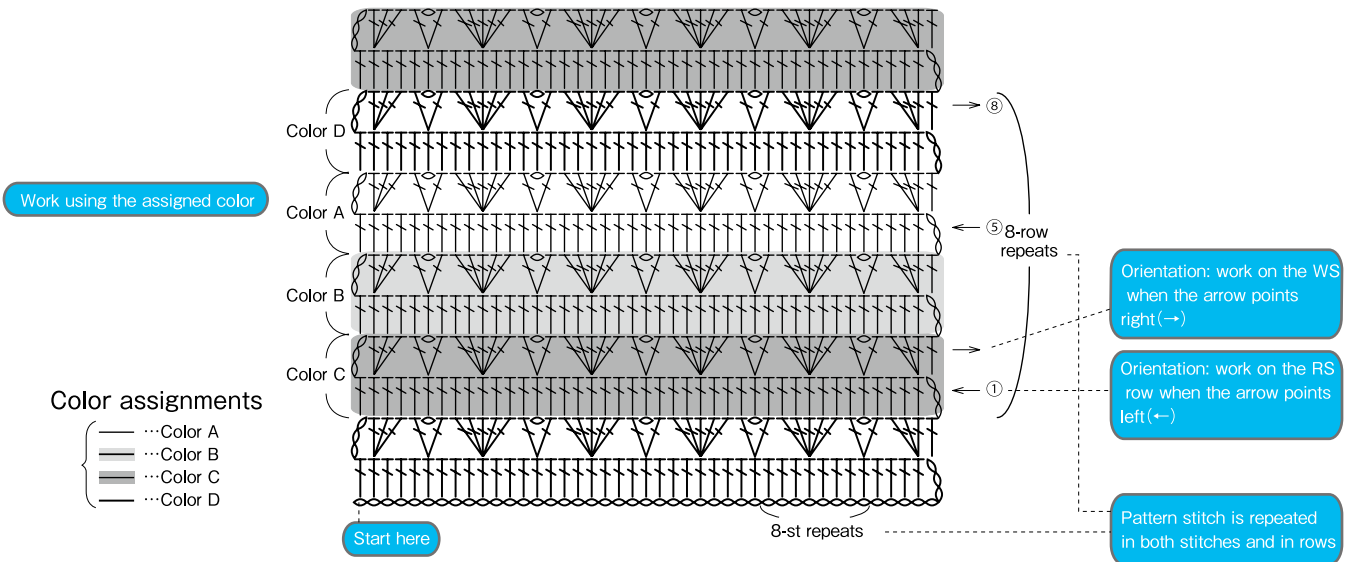 Color D
→ ⑧
Work using the assigned color
Color A
← ⑤
8-row
repeats
Color B
→
Color C
← ①
Orientation: work on the WS
when the arrow points
right(→)
Orientation: work on the RS
row when the arrow points
left(←)
Color assignments
…Color A
…Color B
…Color C
…Color D
Start here
8-st repeats
Pattern stitch is repeated
in both stitches and in rows